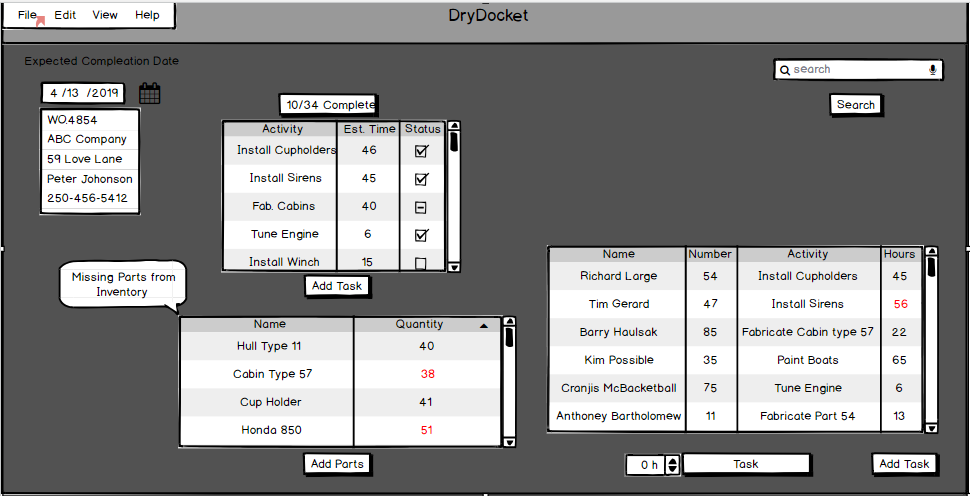 File Edit View Help
DryDocket
Expected Compleation Date
search
4 /13 /2019
Search
10/34 Complete
WO.4854
ABC Company
59 Love Lane
Peter Johonson
250-456-5412
Activity Est. Time Status
Install Cupholders 46
Install Sirens 45
Fab. Cabins 40
Tune Engine 6
Install Winch 15
Add Task
Missing Parts from
Inventory
Name Quantity
Hull Type 11 40
Cabin Type 57 38
Cup Holder 41
Honda 850 51
Add Parts
Name Number Activity Hours
Richard Large 54 Install Cupholders 45
Tim Gerard 47 Install Sirens 56
Barry Haulsak 85 Fabricate Cabin type 57 22
Kim Possible 35 Paint Boats 65
Cranjis McBacketball 75 Tune Engine 6
Anthoney Bartholomew 11 Fabricate Part 54 13
0 h Task Add Task